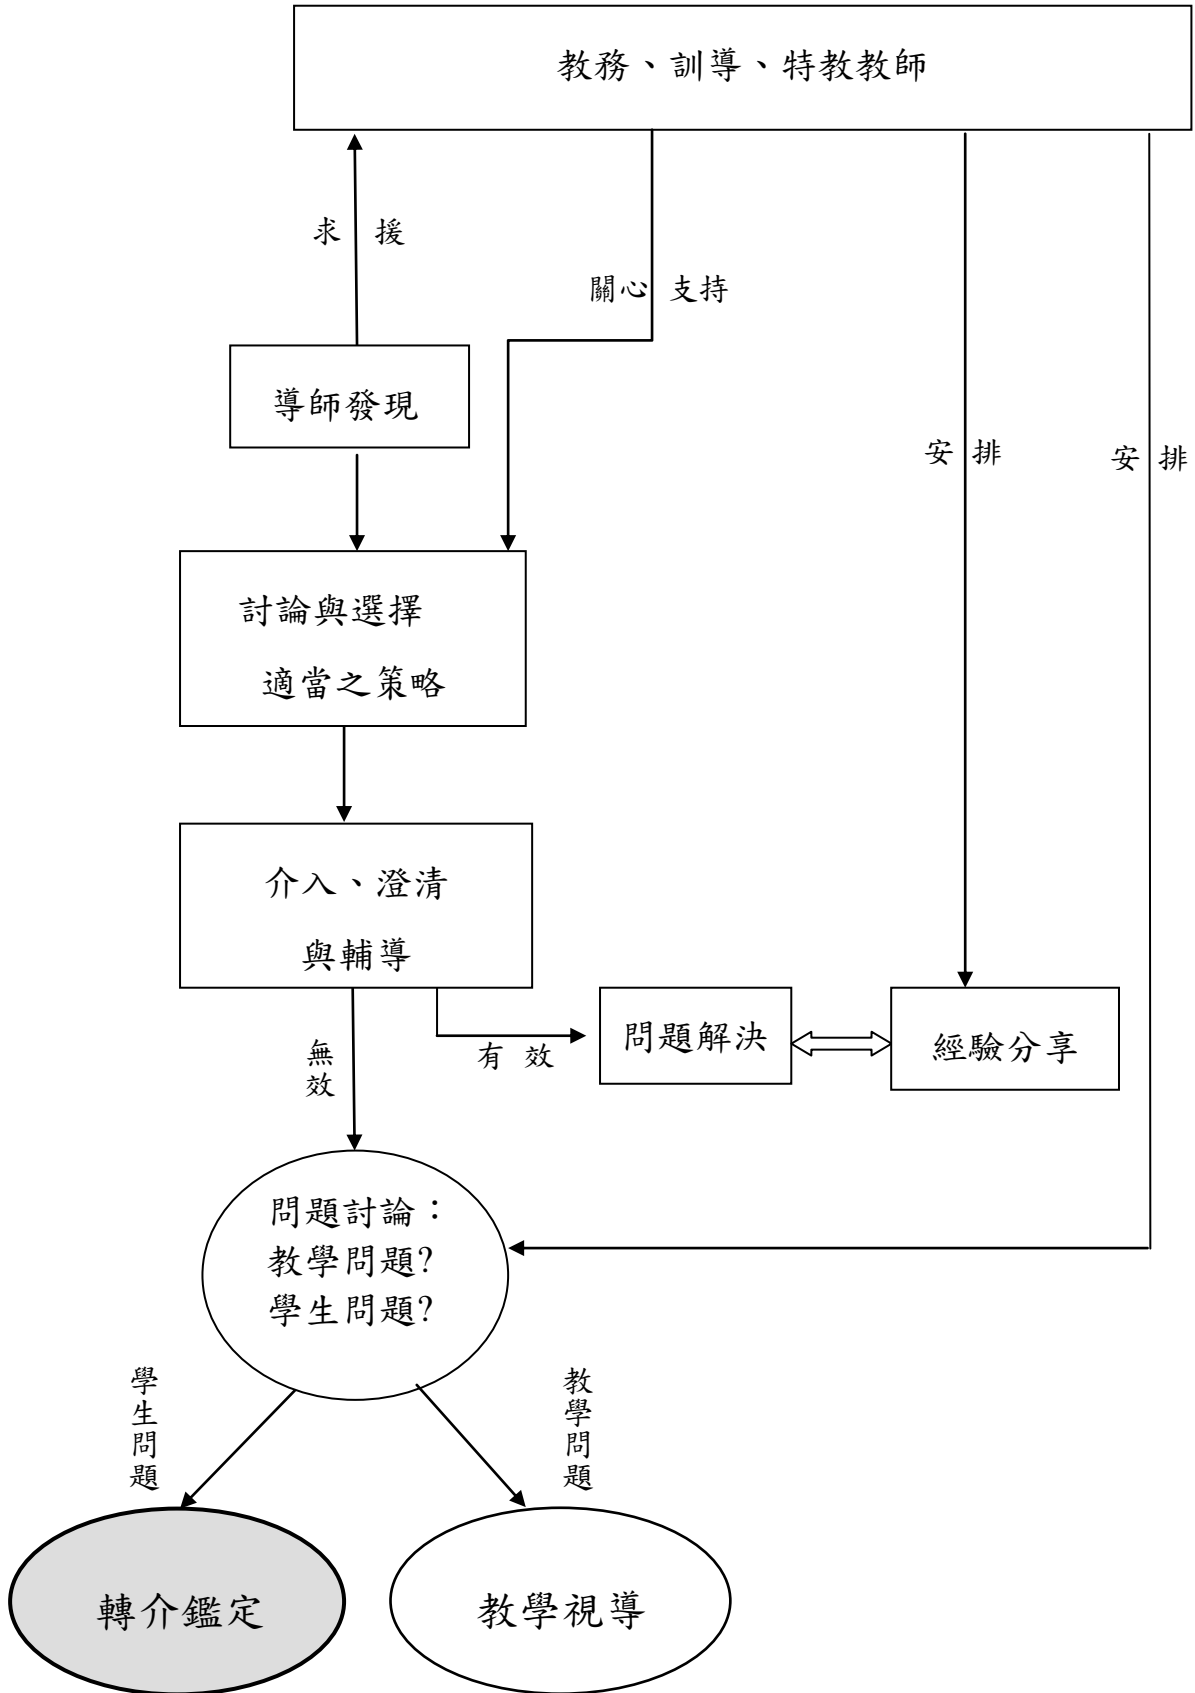 教務、訓導、特教教師
求 援
關心 支持
導師發現
安 排
安 排
討論與選擇
適當之策略
介入、澄清
與輔導
無效
有 效
問題解決
經驗分享
問題討論：
教學問題?
學生問題?
學生問題
教學問題
轉介鑑定
教學視導